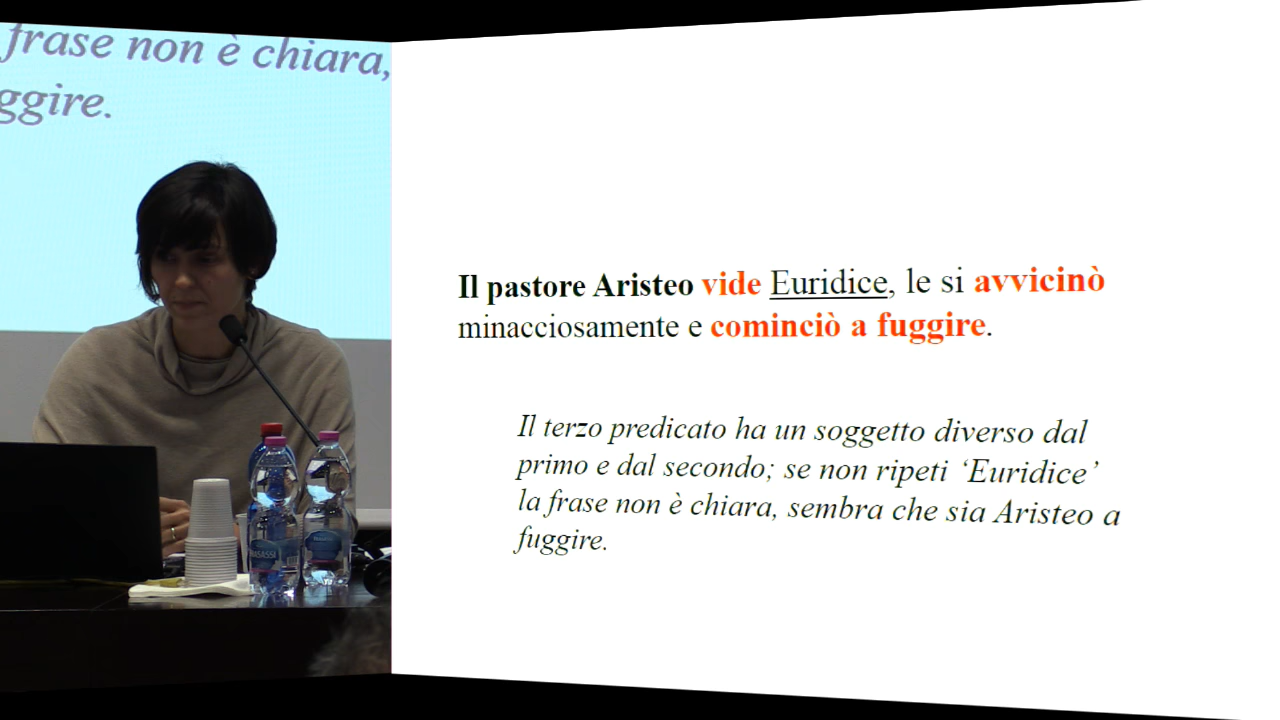 frase non è chiara,
ggire.
Il pastore Aristeo vide Euridice, le si avvicinò
minacciosamente e cominciò a fuggire.
Il terzo predicato ha un soggetto diverso dal
primo e dal secondo; se non ripeti ‘Euridice’
la frase non è chiara, sembra che sia Aristeo a
fuggire.